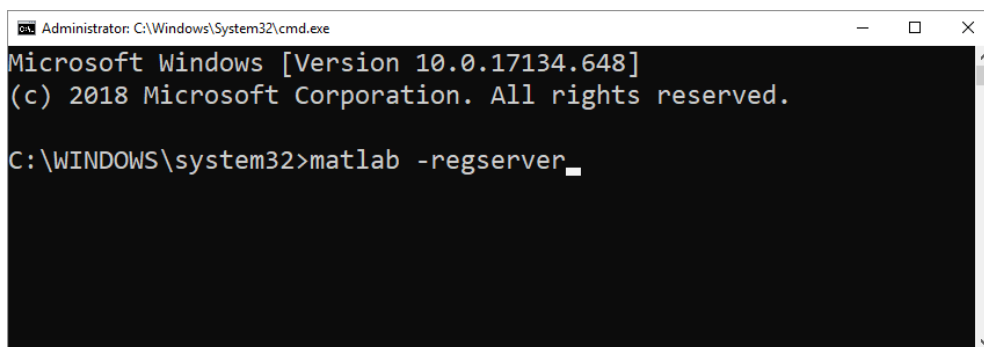 Administrator: C:\Windows\System32\cmd.exe
Microsoft Windows [Version 10.0.17134.648]
(c) 2018 Microsoft Corporation. All rights reserved.
C:\WINDOWS\system32>matlab -regserver